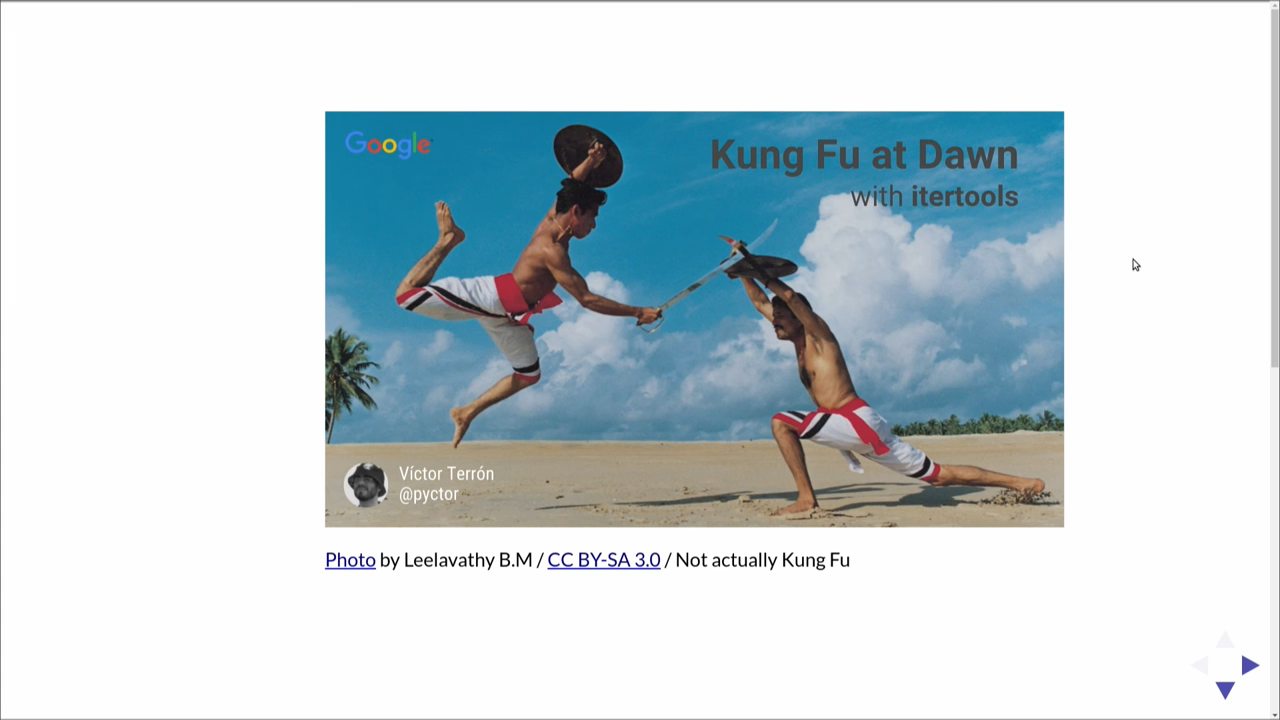 Google
Kung Fu at Dawn
with itertools
Víctor Terrón
@pyctor
Photo by Leelavathy B.M / CC BY-SA 3.0 / Not actually Kung Fu